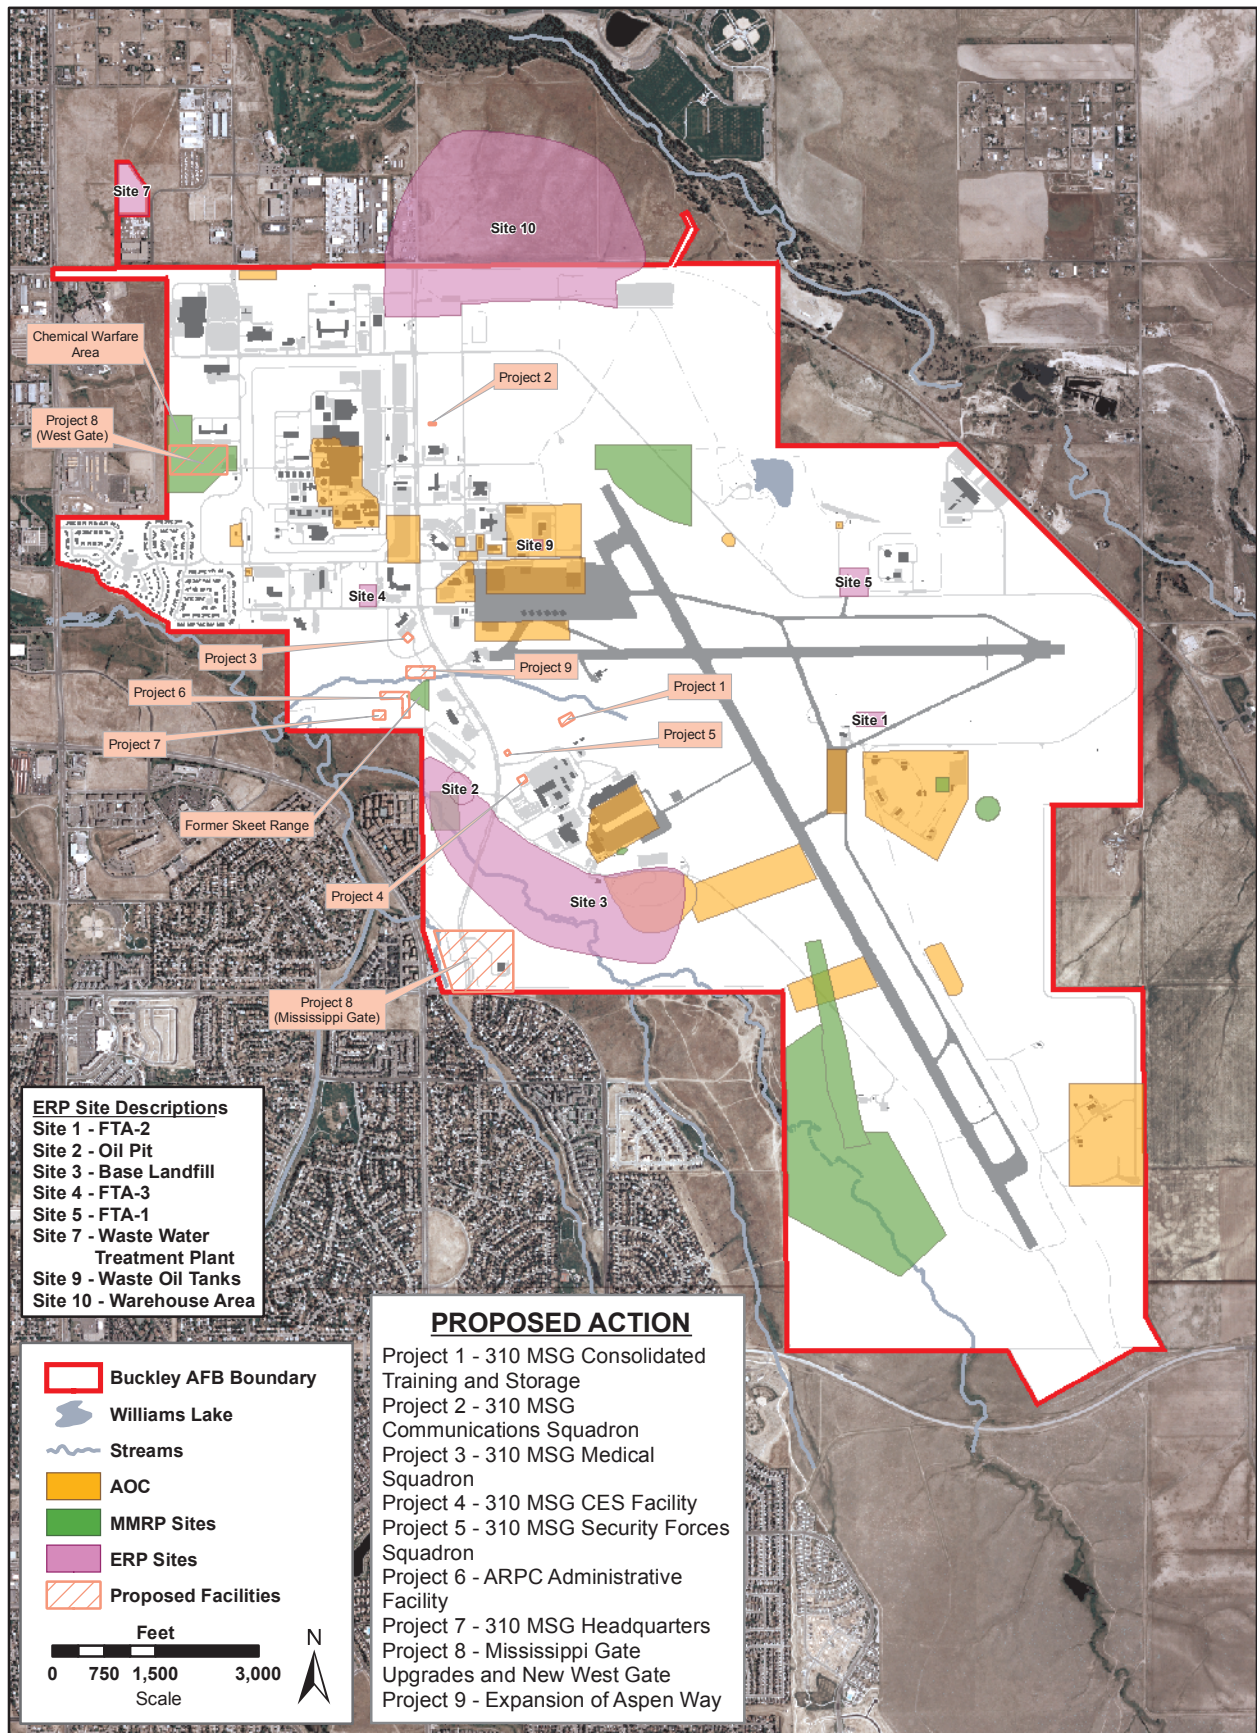 Site 7
Site 10
Chemical Warfare
Area
Project 2
Project 8
(West Gate)
Site 9
Site 5
Site 4
Project 3
Project 9
Project 6
Project 1
Site 1
Project 7
Project 5
Site 2
Former Skeet Range
Project 4
Site 3
Project 8
(Mississippi Gate)
ERP Site Descriptions
Site 1 - FTA-2
Site 2 - Oil Pit
Site 3 - Base Landfill
Site 4 - FTA-3
Site 5 - FTA-1
Site 7 - Waste Water
Treatment Plant
Site 9 - Waste Oil Tanks
Site 10 - Warehouse Area
Buckley AFB Boundary
Williams Lake
Streams
AOC
MMRP Sites
ERP Sites
Proposed Facilities
Feet
0 750 1,500 3,000
Scale
N
PROPOSED ACTION
Project 1 - 310 MSG Consolidated
Training and Storage
Project 2 - 310 MSG
Communications Squadron
Project 3 - 310 MSG Medical
Squadron
Project 4 - 310 MSG CES Facility
Project 5 - 310 MSG Security Forces
Squadron
Project 6 - ARPC Administrative
Facility
Project 7 - 310 MSG Headquarters
Project 8 - Mississippi Gate
Upgrades and New West Gate
Project 9 - Expansion of Aspen Way